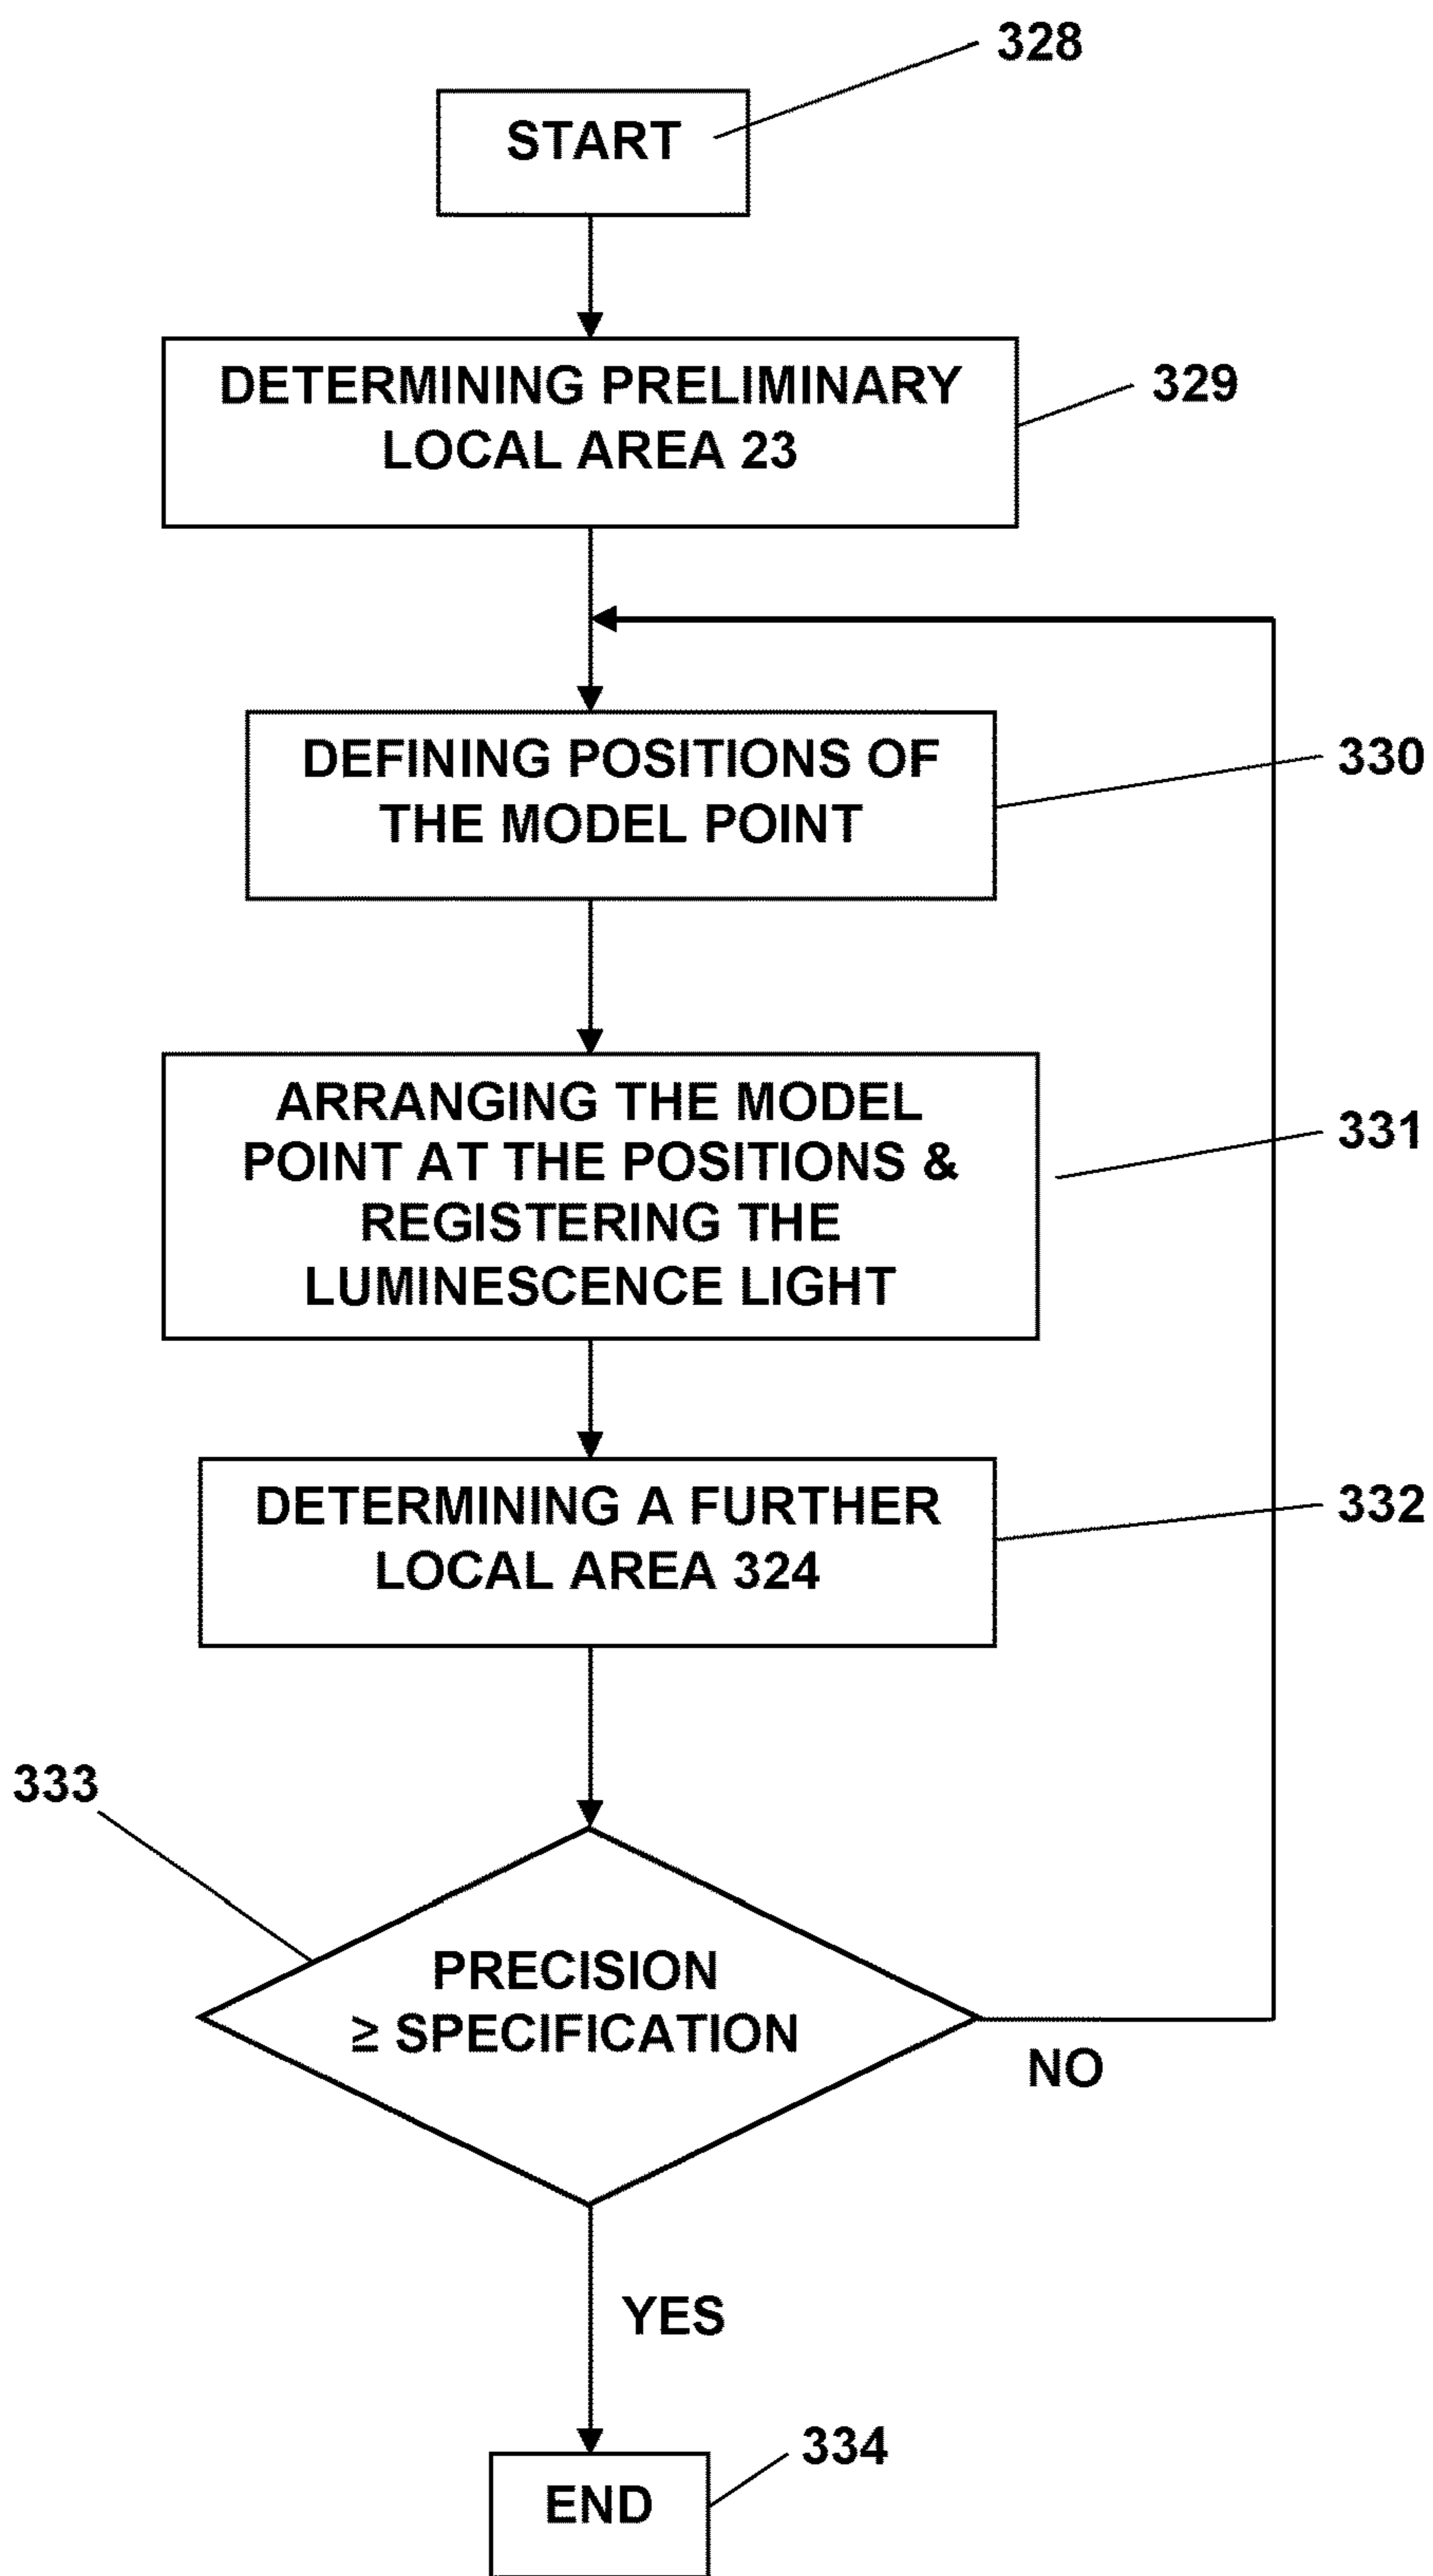 328
START
DETERMINING PRELIMINARY
LOCAL AREA 23
329
DEFINING POSITIONS OF
THE MODEL POINT
330
ARRANGING THE MODEL
POINT AT THE POSITIONS &
REGISTERING THE
LUMINESCENCE LIGHT
331
DETERMINING A FURTHER
LOCAL AREA 324
332
333
PRECISION
≥ SPECIFICATION
NO
YES
334
END